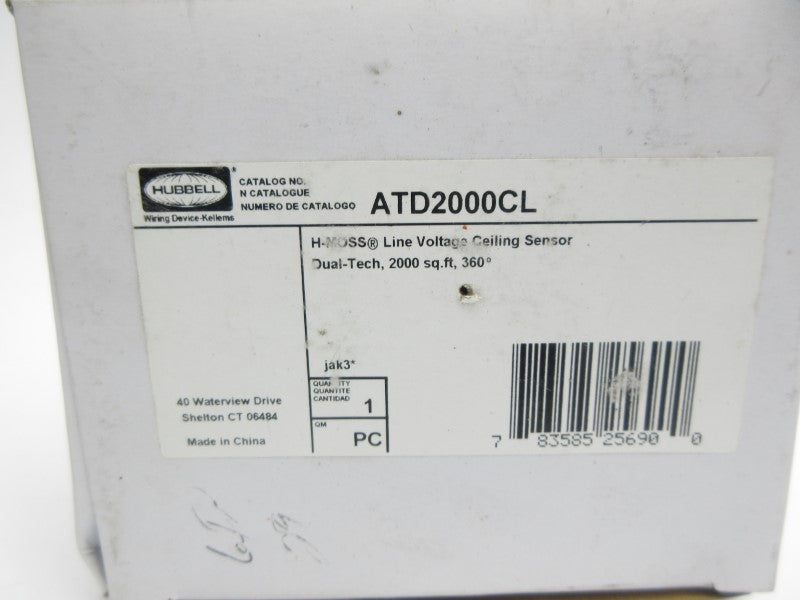 HUBBELL
Wiring Device-Kellems
CATALOG NO.
N CATALOGUE
NUMERO DE CATALOGO
ATD2000CL
H-MOSS® Line Voltage Ceiling Sensor
Dual-Tech, 2000 sq.ft, 360°
jak3*
40 Waterview Drive
Shelton CT 06484
Made in China
QUANTITY
QUANTITE
CANTIDAD
1
QM
PC
7 83585 25690 0